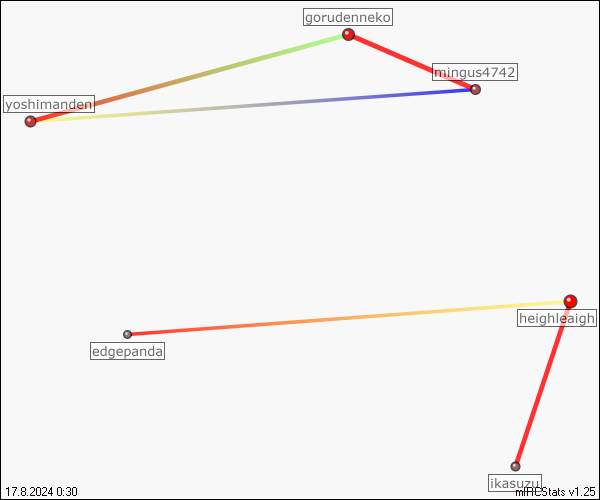 gorudenneko
mingus4742
yoshimanden
heighleaigh
edgepanda
ikasuzu
17.8.2024 0:30
mIRCStats v1.25